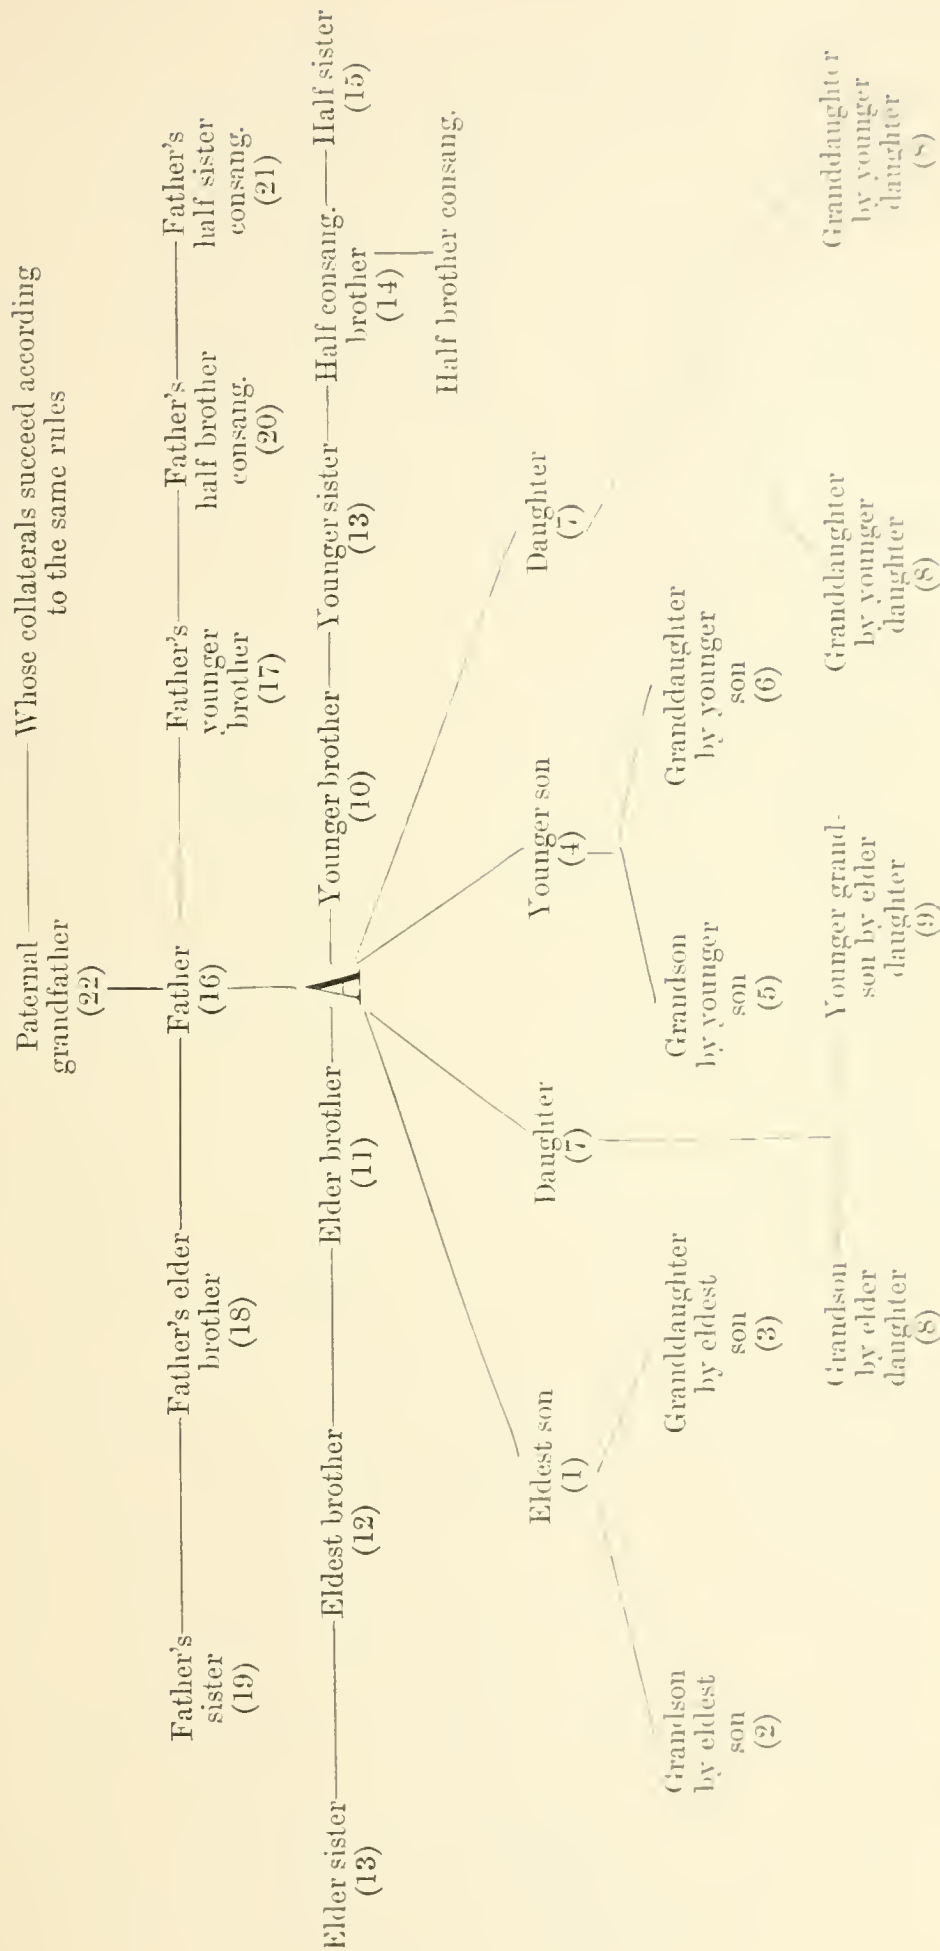 Paternal
grandfather
(22)
Whose collaterals succeed according
to the same rules
Father's
sister
(19)
Father's elder
brother
(18)
Father
(16)
Father's
younger
brother
(17)
Father's
half brother
consang.
(20)
Father's
half sister
consang.
(21)
Elder sister
(13)
Eldest brother
(12)
Elder brother
(11)
A
Younger brother
(10)
Younger sister
(13)
Half consang.
brother
(14)
Half sister
(15)
Half brother consang.
Eldest son
(1)
Daughter
(7)
Younger son
(4)
Daughter
(7)
Grandson
by eldest
son
(2)
Granddaughter
by eldest
son
(3)
Grandson
by younger
son
(5)
Granddaughter
by younger
son
(6)
Grandson
by elder
daughter
(8)
Younger grand-
son by elder
daughter
(9)
Granddaughter
by younger
daughter
(8)
Granddaughter
by younger
daughter
(8)